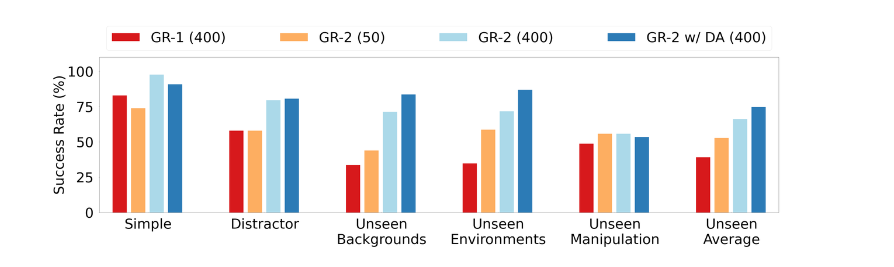 GR-1 (400) GR-2 (50) GR-2 (400) GR-2 w/ DA (400)
Success Rate (%)
100
75
50
25
0
Simple Distractor Unseen Backgrounds Unseen Environments Unseen Manipulation Unseen Average